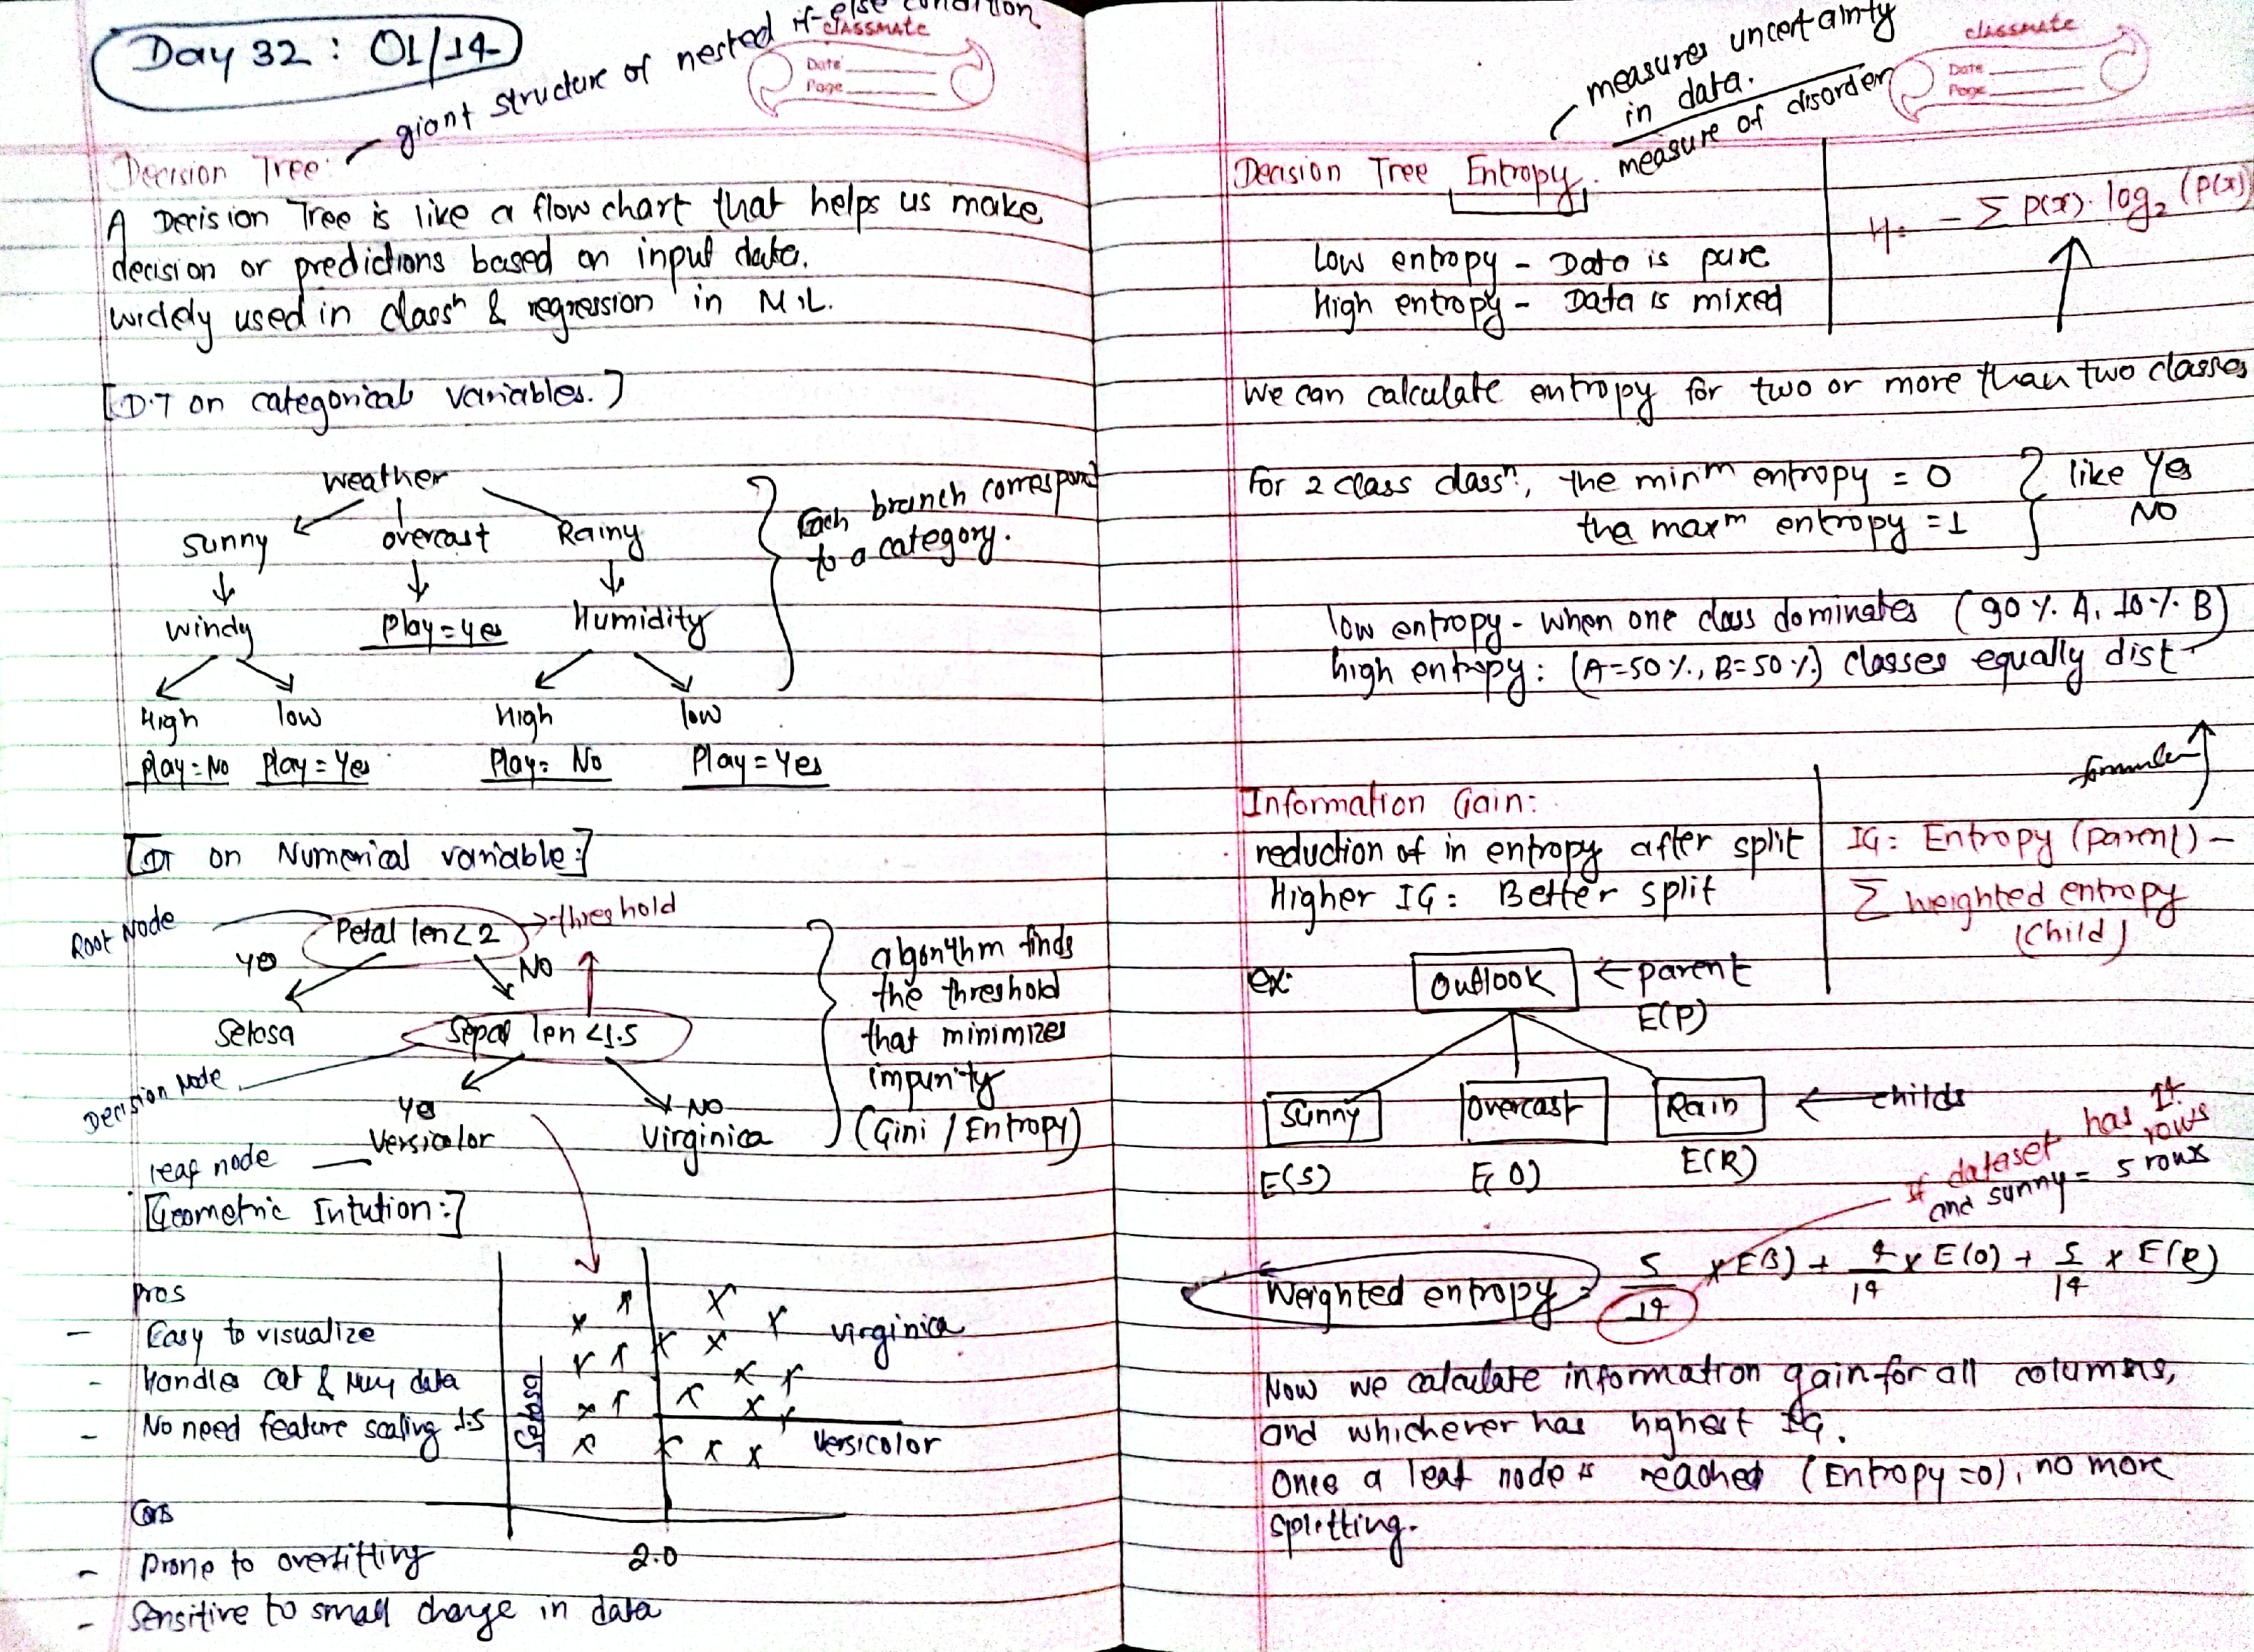 Day 32 : 01/14
giant structure of nested if-else condition
classmate
Date
Page
Decision Tree:
A Decision Tree is like a flow chart that helps us make
decision or predictions based on input data.
widely used in classⁿ & regression in M.L.
[D.T on categorical variables.]
Weather
Sunny overcast Rainy
Windy Play=yes Humidity
High low High low
Play=No Play=Yes Play= No Play=Yes
Each branch correspond
to a category.
[DT on Numerical variable:]
Root Node
Petal len<2
threshold
yes
NO
Setosa
Sepal len <1.5
Decision Node
yes
NO
Versicolor
Virginica
leaf node
algorithm finds
the threshold
that minimizes
impurity
(Gini / Entropy)
[Geometric Intution:]
Pros
- Easy to visualize
- Handles cat & Num data
- No need feature scaling
1.5
Setosa
Virginica
Versicolor
2.0
Cons
- Prone to overfitting
- Sensitive to small change in data
classmate
Date
Page
measures uncertainty
in data.
measure of disorder
Decision Tree Entropy.
H= - Σ P(x). log₂ (P(x))
Low entropy - Data is pure
High entropy - Data is mixed
We can calculate entropy for two or more than two classes
For 2 class classⁿ, the minᵐ entropy = 0
the maxᵐ entropy = 1
like Yes
NO
low entropy - when one class dominates (90%. A, 10%. B)
high entropy: (A=50%., B=50%.) classes equally dist
formula
Information Gain:
reduction of in entropy after split
Higher IG: Better split
IG= Entropy (Parent) -
Σ weighted entropy
(Child)
ex:
Outlook ← parent
E(P)
Sunny Overcast Rain ← childs
E(S) E(O) E(R)
If dataset has 14 rows
and sunny= 5 rows
Weighted entropy = 5/14 x E(S) + 4/14 x E(O) + 5/14 x E(R)
Now we calculate information gain for all columns,
and whichever has highest IG.
Once a leaf node is reached (Entropy=0), no more
splitting.